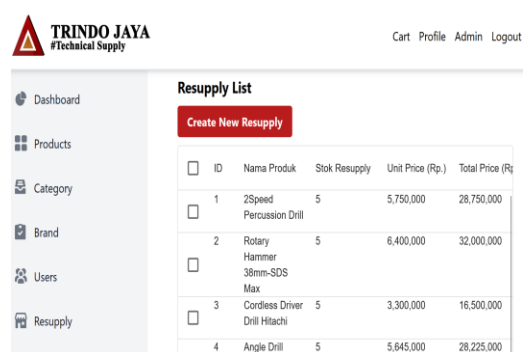 TRINDO JAYA
#Technical Supply
Cart Profile Admin Logout
Dashboard
Products
Category
Brand
Users
Resupply
Resupply List
Create New Resupply
ID Nama Produk Stok Resupply Unit Price (Rp.) Total Price (Rp
1 2Speed 5 5,750,000 28,750,000
Percussion Drill
2 Rotary 5 6,400,000 32,000,000
Hammer
38mm-SDS
Max
3 Cordless Driver 5 3,300,000 16,500,000
Drill Hitachi
4 Angle Drill 5 5,645,000 28,225,000